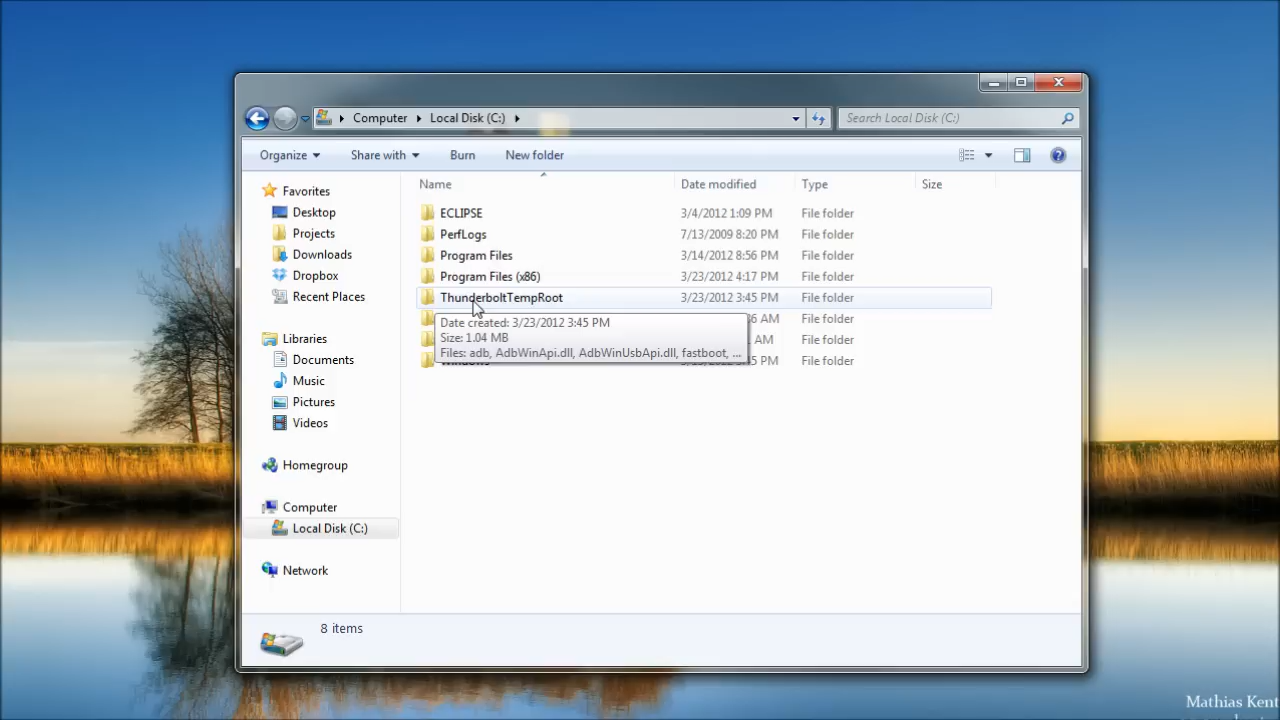 Computer Local Disk (C:)
Search Local Disk (C:)
Organize Share with Burn New folder
Name Date modified Type Size
Favorites
Desktop
Projects
Downloads
Dropbox
Recent Places
Libraries
Documents
Music
Pictures
Videos
Homegroup
Computer
Local Disk (C:)
Network
ECLIPSE 3/4/2012 1:09 PM File folder
PerfLogs 7/13/2009 8:20 PM File folder
Program Files 3/14/2012 8:56 PM File folder
Program Files (x86) 3/23/2012 4:17 PM File folder
ThunderboltTempRoot 3/23/2012 3:45 PM File folder
AM File folder
AM File folder
PM File folder
Date created: 3/23/2012 3:45 PM
Size: 1.04 MB
Files: adb, AdbWinApi.dll, AdbWinUsbApi.dll, fastboot, ...
8 items
Mathias Kent